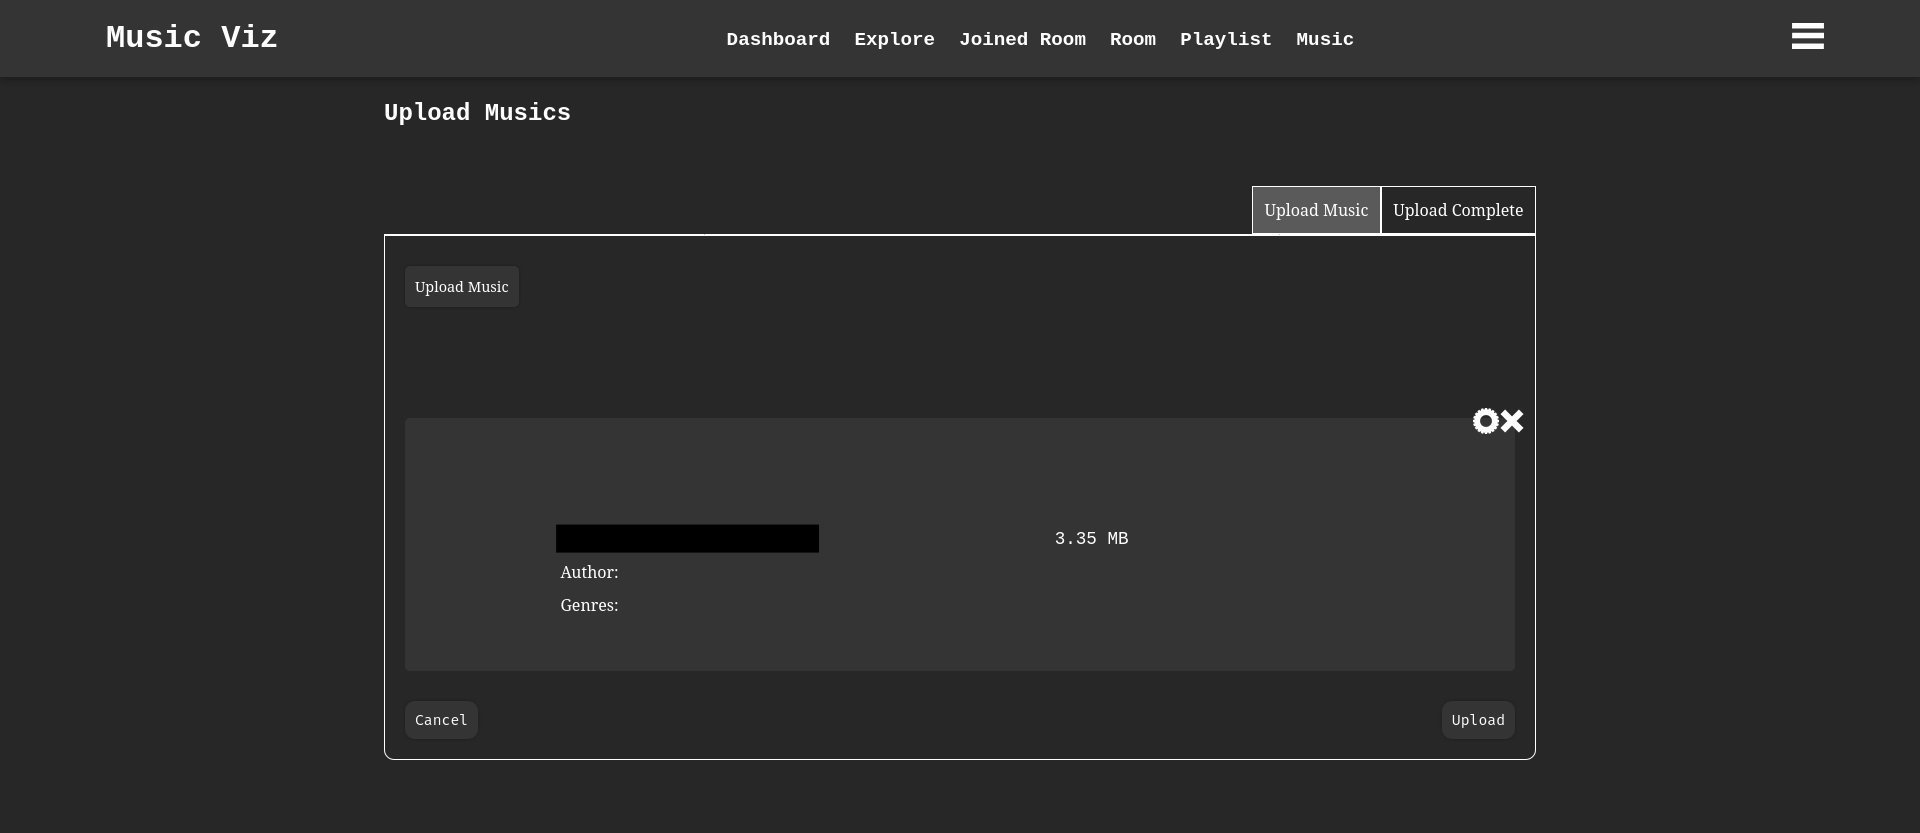 Music Viz
Dashboard Explore Joined Room Room Playlist Music
Upload Musics
Upload Music Upload Complete
Upload Music
3.35 MB
Author:
Genres:
Cancel
Upload